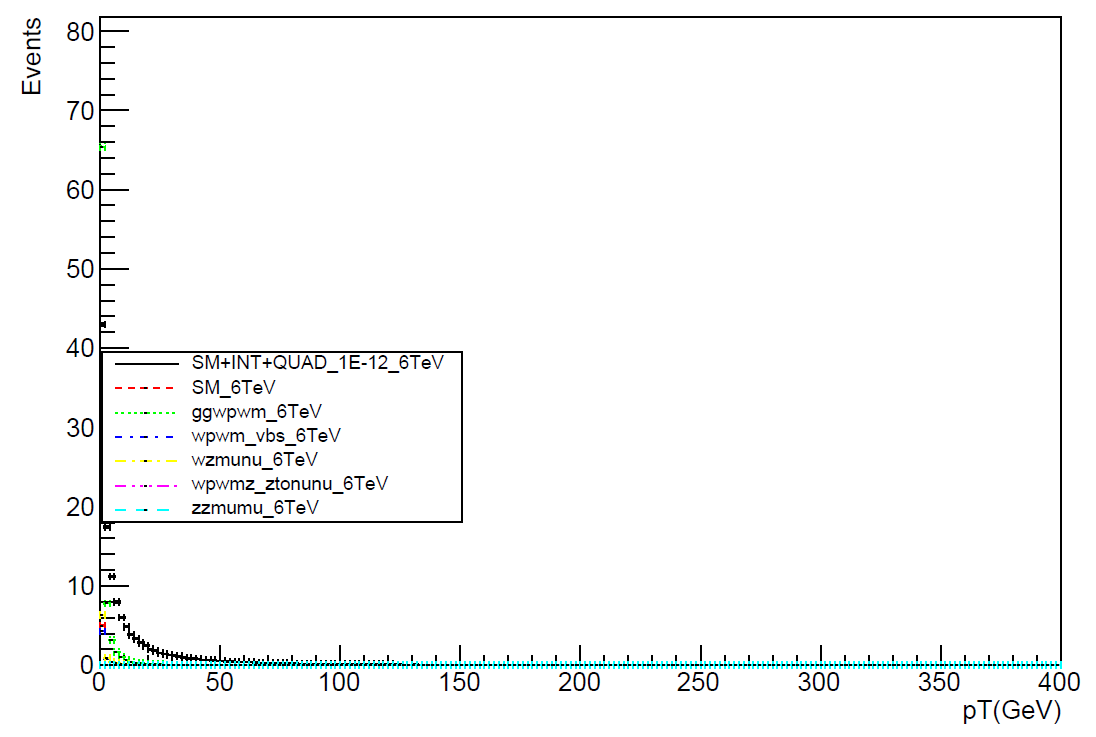 Events
80
70
60
50
40
30
20
10
0
SM+INT+QUAD_1E-12_6TeV
SM_6TeV
ggwpwm_6TeV
wpwm_vbs_6TeV
wzmunu_6TeV
wpwmz_ztonunu_6TeV
zzmumu_6TeV
0 50 100 150 200 250 300 350 400
pT(GeV)